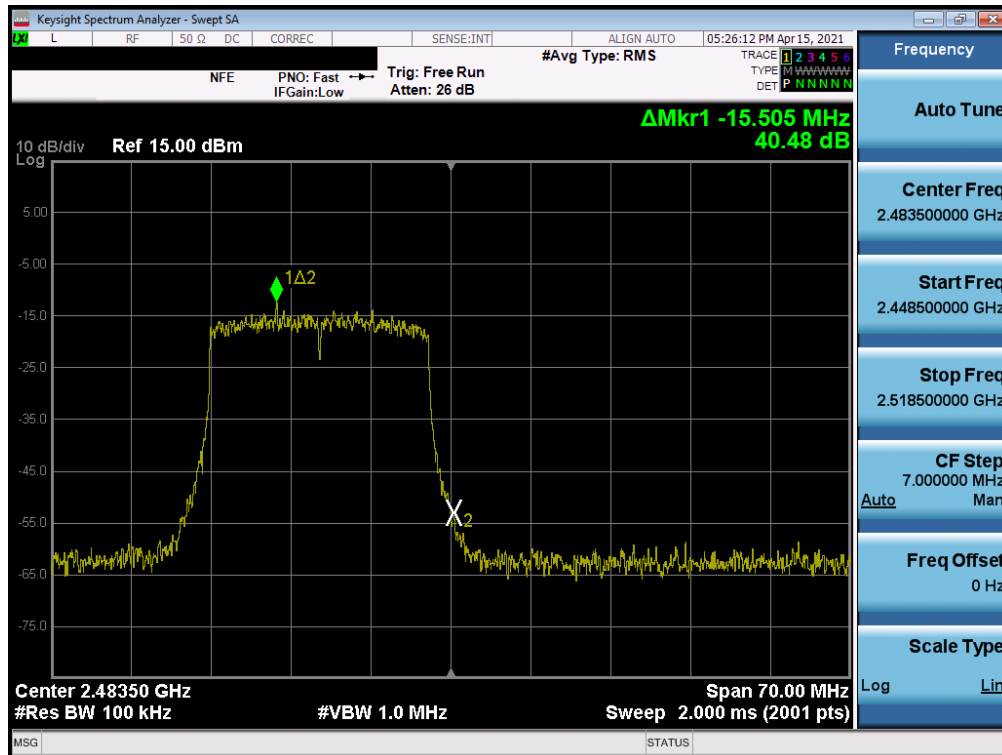 Keysight Spectrum Analyzer - Swept SA
LXI L RF 50 Ω DC CORREC SENSE:INT ALIGN AUTO 05:26:12 PM Apr 15, 2021
NFE PNO: Fast IFGain:Low Trig: Free Run Atten: 26 dB #Avg Type: RMS
TRACE 1 2 3 4 5 6
TYPE M W W W W W
DET P N N N N N
ΔMkr1 -15.505 MHz
40.48 dB
10 dB/div Ref 15.00 dBm
Log
5.00
-5.00
1Δ2
-15.0
-25.0
-35.0
-45.0
2
-55.0
-65.0
-75.0
Center 2.48350 GHz Span 70.00 MHz
#Res BW 100 kHz #VBW 1.0 MHz Sweep 2.000 ms (2001 pts)
MSG STATUS
Frequency
Auto Tune
Center Freq
2.483500000 GHz
Start Freq
2.448500000 GHz
Stop Freq
2.518500000 GHz
CF Step
7.000000 MHz
Auto Man
Freq Offset
0 Hz
Scale Type
Log Lin